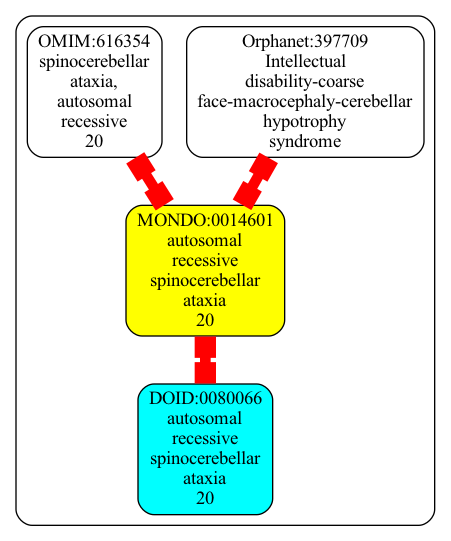 OMIM:616354
spinocerebellar
ataxia,
autosomal
recessive
20
Orphanet:397709
Intellectual
disability-coarse
face-macrocephaly-cerebellar
hypotrophy
syndrome
MONDO:0014601
autosomal
recessive
spinocerebellar
ataxia
20
DOID:0080066
autosomal
recessive
spinocerebellar
ataxia
20